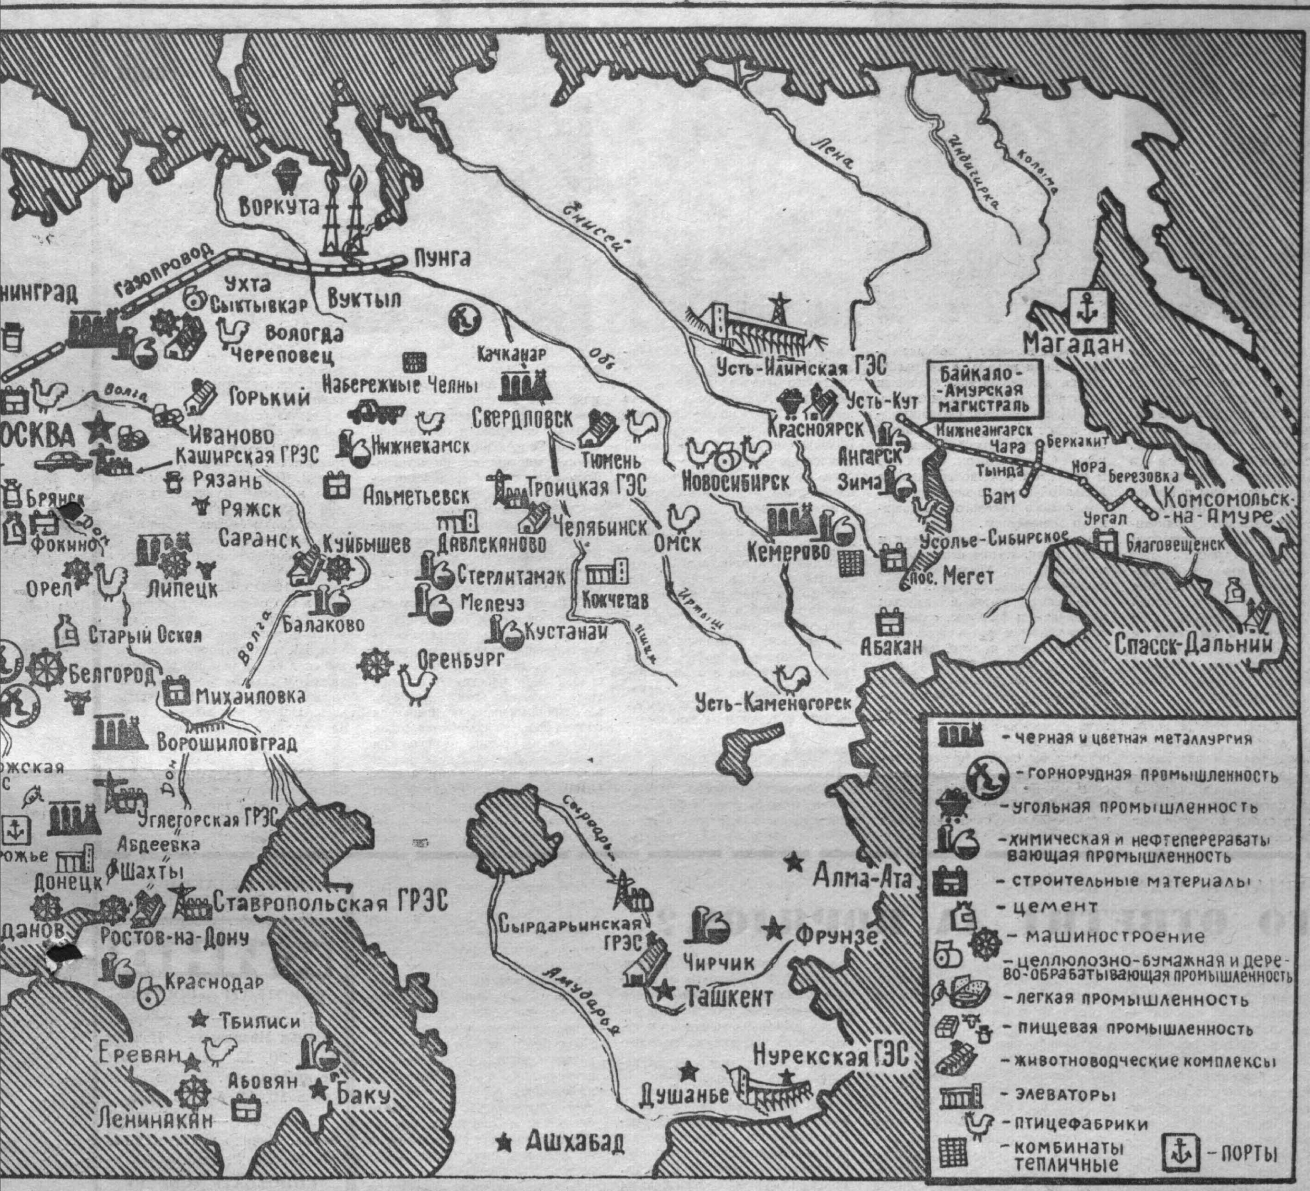 Лена
Индигирка
Колыма
Енисей
Воркута
Газопровод
Пунга
Ухта
Сыктывкар
Вуктыл
нинград
Вологда
Череповец
Качканар
Обь
Магадан
Усть-Илимская ГЭС
Байкало-
-Амурская
магистраль
Набережные Челны
Волга
Горький
Свердловск
Красноярск
Усть-Кут
Нижнеангарск
Чара
Беркакит
осква
Иваново
Каширская ГРЭС
Нижнекамск
Тюмень
Ангарск
Тында
Нора
Березовка
Рязань
Альметьевск
Троицкая ГЭС
Новосибирск
Зима
Бам
Комсомольск-
-на-Амуре
Брянск
Дон
Ряжск
Ургал
Фокино
Саранск
Куйбышев
Давлеканово
Челябинск
Омск
Кемерово
Усолье-Сибирское
Благовещенск
Орел
Липецк
Стерлитамак
Кокчетав
пос. Мегет
Мелеуз
Иртыш
Старый Оскол
Волга
Балаково
Кустанай
Ишим
Абакан
Спасск-Дальний
Белгород
Оренбург
Михайловка
Усть-Каменогорск
Ворошиловград
ожская
С
Дон
Углегорская ГРЭС
Авдеевка
рожье
Донецк
Шахты
Сырдарья
Алма-Ата
Ставропольская ГРЭС
данов
Ростов-на-Дону
Сырдарьинская
ГРЭС
Фрунзе
Чирчик
Краснодар
Ташкент
Амударья
Тбилиси
Ереван
Абовян
Баку
Ленинакан
Нурекская ГЭС
Душанбе
Ашхабад
- черная и цветная металлургия
- горнорудная промышленность
- угольная промышленность
- химическая и нефтеперерабаты
вающая промышленность
- строительные материалы
- цемент
- машиностроение
- целлюлозно-бумажная и дере-
во-обрабатывающая промышленность
- легкая промышленность
- пищевая промышленность
- животноводческие комплексы
- элеваторы
- птицефабрики
- комбинаты
тепличные
- порты